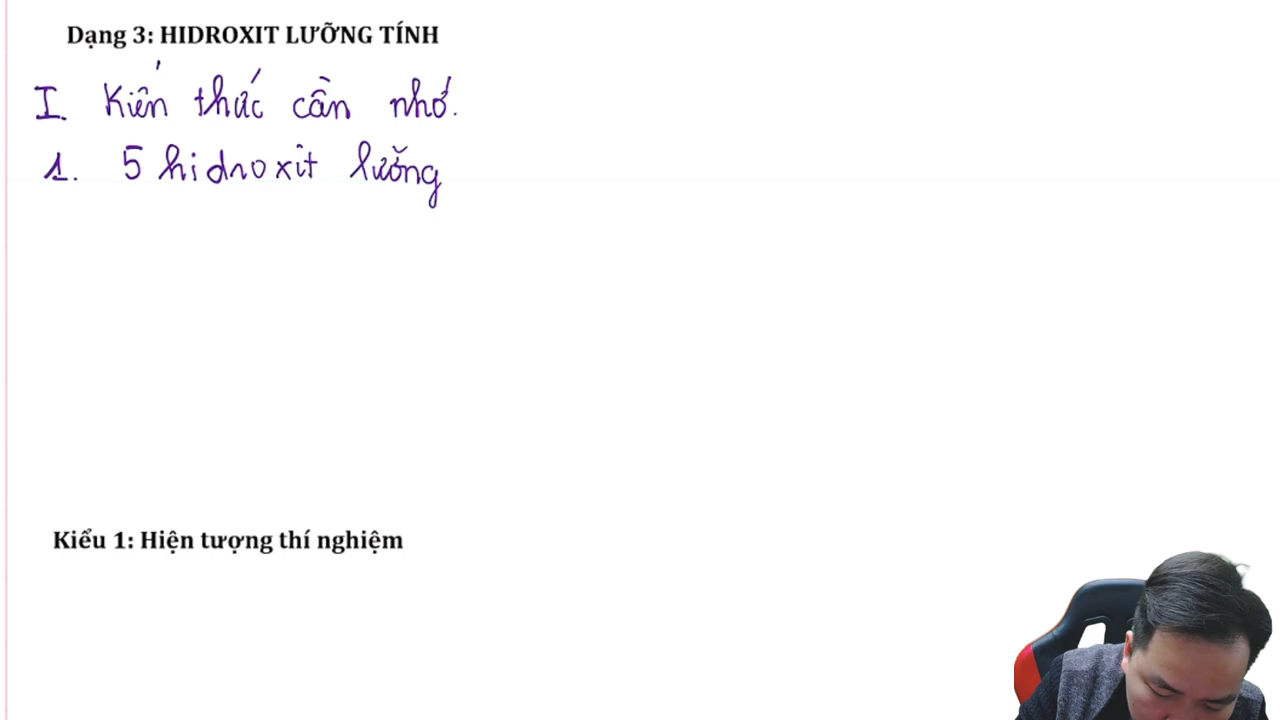 Dạng 3: HIDROXIT LƯỠNG TÍNH
I. Kiến thức cần nhớ.
1. 5 hidroxit lưỡng
Kiểu 1: Hiện tượng thí nghiệm